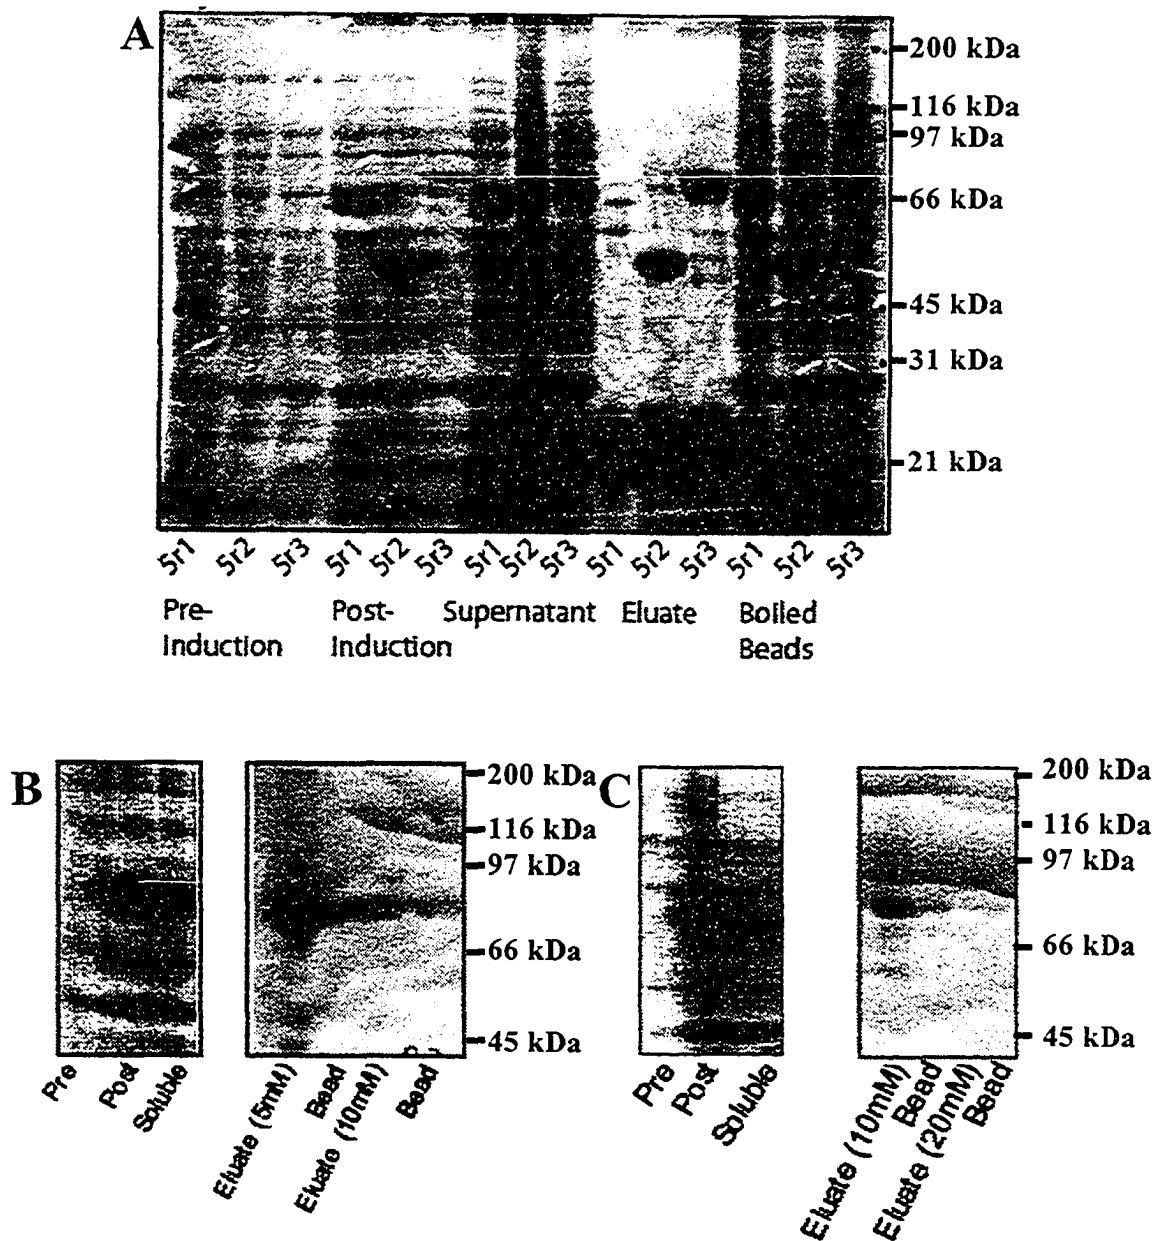 A
200 kDa
116 kDa
97 kDa
66 kDa
45 kDa
31 kDa
21 kDa
5r1 5r2 5r3 5r1 5r2 5r3 5r1 5r2 5r3 5r1 5r2 5r3 5r1 5r2 5r3
Pre- Post- Supernatant Eluate Boiled
Induction Induction Beads
B
200 kDa
116 kDa
97 kDa
66 kDa
45 kDa
Pre Post Soluble
Eluate (5mM) Bead Eluate (10mM) Bead
C
200 kDa
116 kDa
97 kDa
66 kDa
45 kDa
Pre Post Soluble
Eluate (10mM) Bead Eluate (20mM) Bead